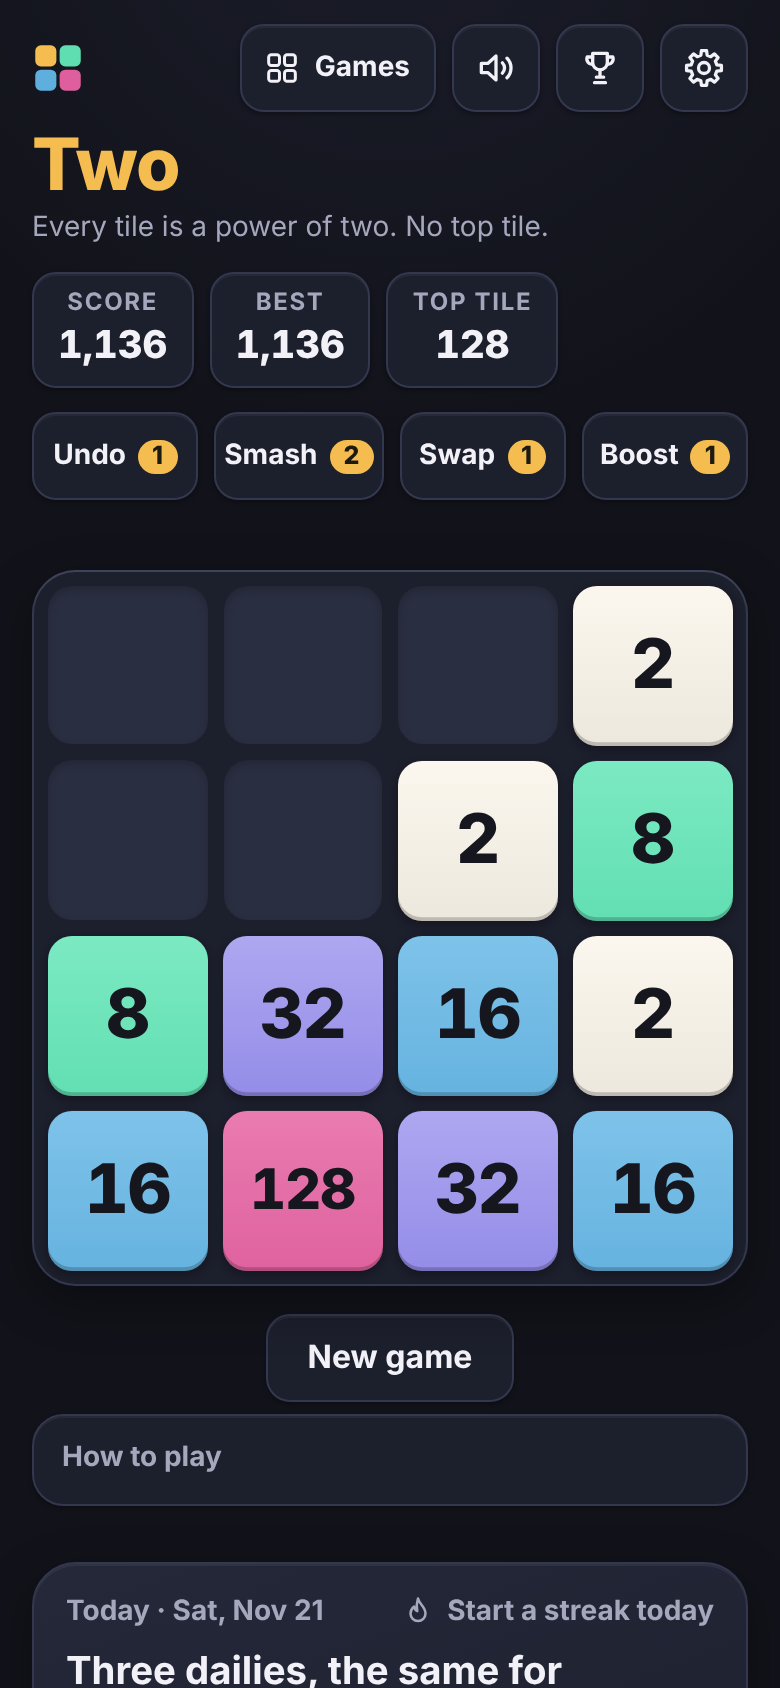 Games
Two
Every tile is a power of two. No top tile.
SCORE BEST TOP TILE
1,136 1,136 128
Undo 1 Smash 2 Swap 1 Boost 1
2
2 8
8 32 16 2
16 128 32 16
New game
How to play
Today · Sat, Nov 21 Start a streak today
Three dailies, the same for